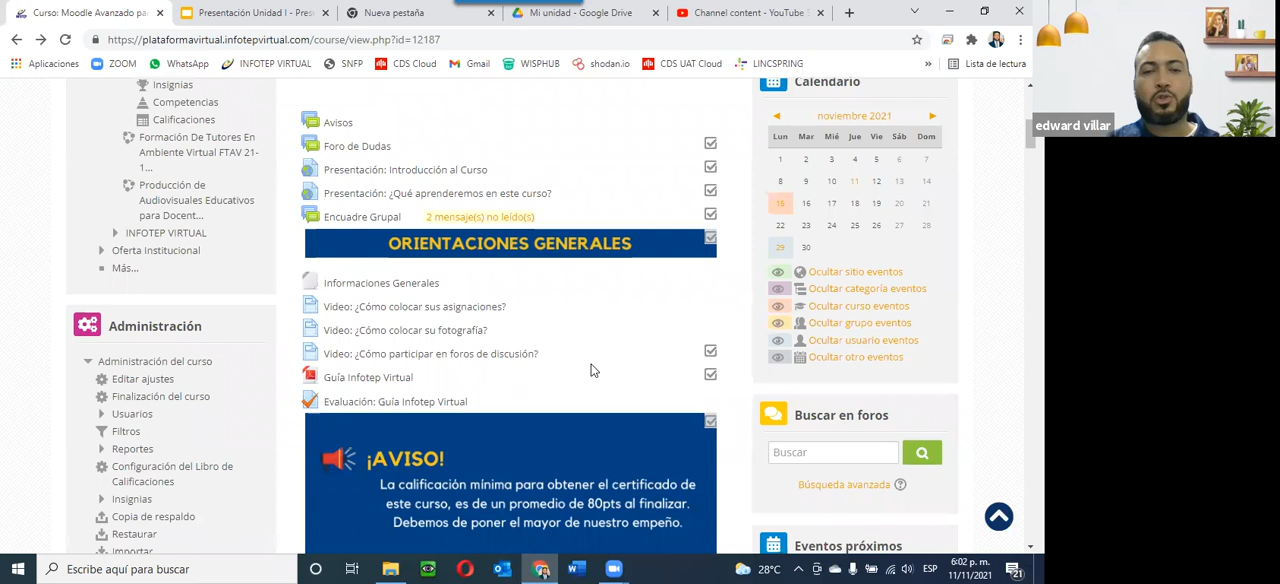 Curso: Moodle Avanzado pa
Presentación Unidad I - Pres
Nueva pestaña
Mi unidad - Google Drive
Channel content - YouTube S
https://plataformavirtual.infotepvirtual.com/course/view.php?id=12187
Aplicaciones
ZOOM
WhatsApp
INFOTEP VIRTUAL
SNFP
CDS Cloud
Gmail
WISPHUB
shodan.io
CDS UAT Cloud
LINCSPRING
»
Lista de lectura
Insignias
Competencias
Calificaciones
Formación De Tutores En
Ambiente Virtual FTAV 21-
1...
Producción de
Audiovisuales Educativos
para Docent...
INFOTEP VIRTUAL
Oferta Institucional
Más...
Administración
Administración del curso
Editar ajustes
Finalización del curso
Usuarios
Filtros
Reportes
Configuración del Libro de
Calificaciones
Insignias
Copia de respaldo
Restaurar
Importar
Avisos
Foro de Dudas
Presentación: Introducción al Curso
Presentación: ¿Qué aprenderemos en este curso?
Encuadre Grupal 2 mensaje(s) no leído(s)
ORIENTACIONES GENERALES
Informaciones Generales
Video: ¿Cómo colocar sus asignaciones?
Video: ¿Cómo colocar su fotografía?
Video: ¿Cómo participar en foros de discusión?
Guía Infotep Virtual
Evaluación: Guía Infotep Virtual
¡AVISO!
La calificación mínima para obtener el certificado de
este curso, es de un promedio de 80pts al finalizar.
Debemos de poner el mayor de nuestro empeño.
Calendario
noviembre 2021
Lun Mar Mié Jue Vie Sáb Dom
1 2 3 4 5 6 7
8 9 10 11 12 13 14
15 16 17 18 19 20 21
22 23 24 25 26 27 28
29 30
Ocultar sitio eventos
Ocultar categoría eventos
Ocultar curso eventos
Ocultar grupo eventos
Ocultar usuario eventos
Ocultar otro eventos
Buscar en foros
Buscar
Búsqueda avanzada
Eventos próximos
edward villar
Escribe aquí para buscar
28°C
ESP
6:02 p. m.
11/11/2021
21